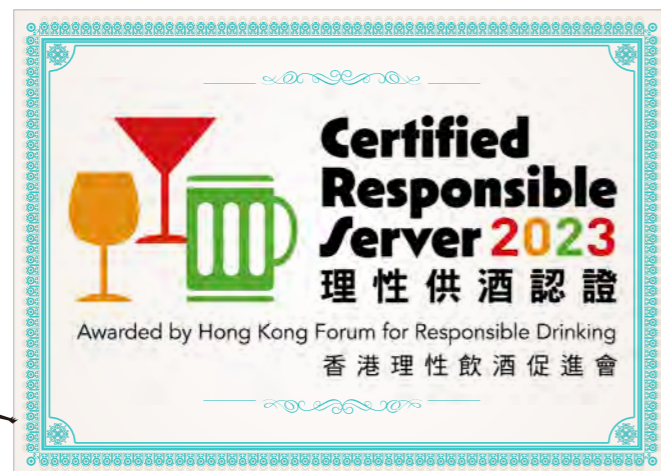 Certified
Responsible
Server 2023
理性供酒認證
Awarded by Hong Kong Forum for Responsible Drinking
香港理性飲酒促進會